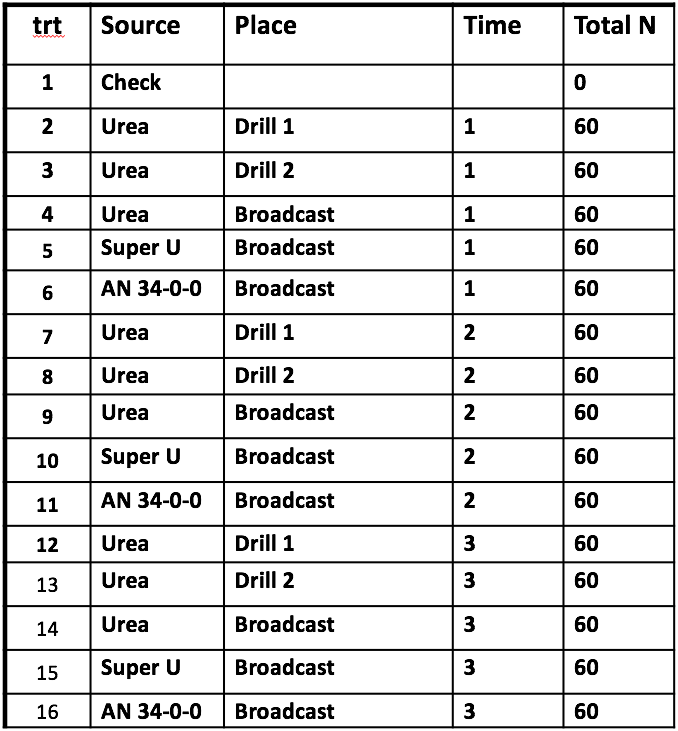 trt Source Place Time Total N
1 Check 0
2 Urea Drill 1 1 60
3 Urea Drill 2 1 60
4 Urea Broadcast 1 60
5 Super U Broadcast 1 60
6 AN 34-0-0 Broadcast 1 60
7 Urea Drill 1 2 60
8 Urea Drill 2 2 60
9 Urea Broadcast 2 60
10 Super U Broadcast 2 60
11 AN 34-0-0 Broadcast 2 60
12 Urea Drill 1 3 60
13 Urea Drill 2 3 60
14 Urea Broadcast 3 60
15 Super U Broadcast 3 60
16 AN 34-0-0 Broadcast 3 60